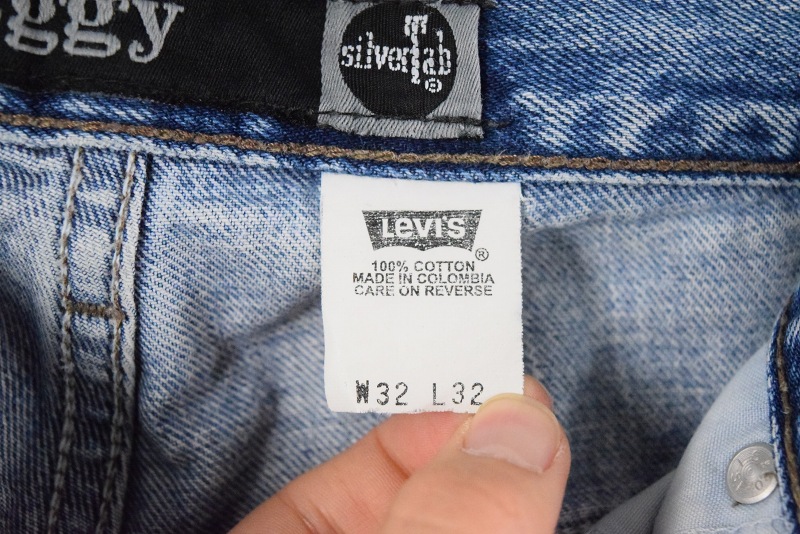 ggy
silverTab
®
LEVI'S
®
100% COTTON
MADE IN COLOMBIA
CARE ON REVERSE
W32 L32